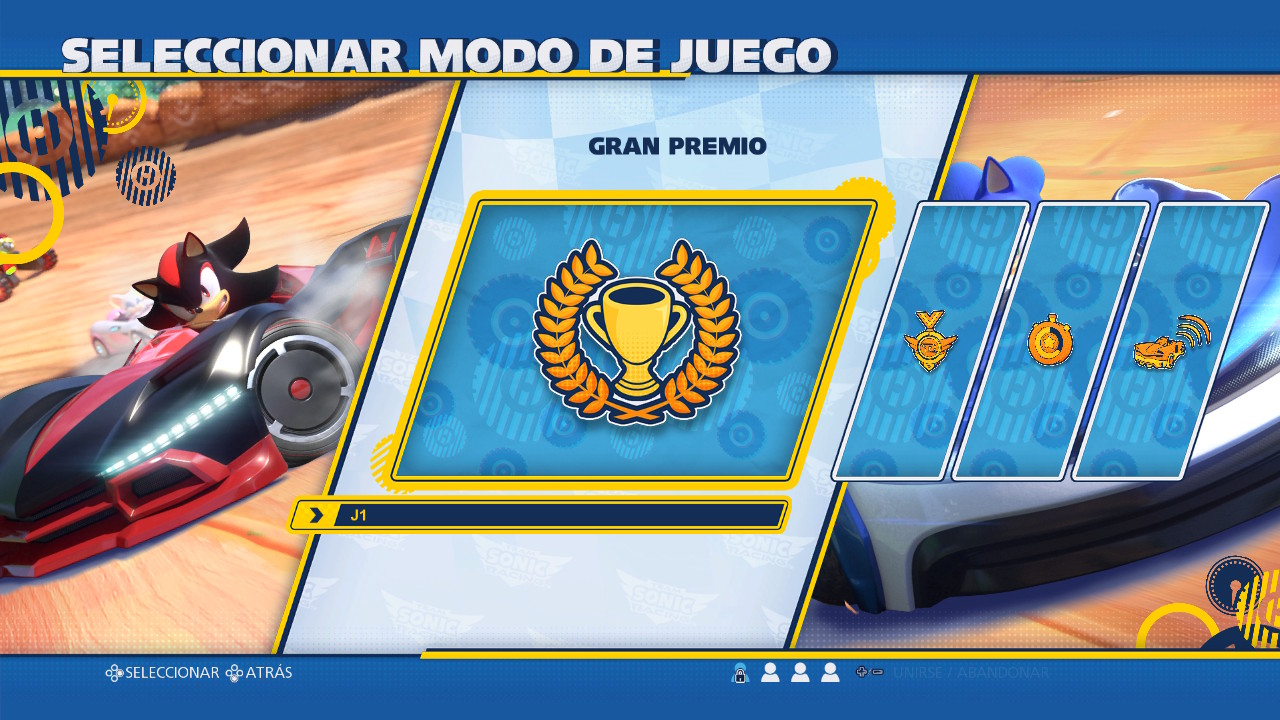 SELECCIONAR MODO DE JUEGO
GRAN PREMIO
J1
SELECCIONAR ATRÁS
UNIRSE / ABANDONAR